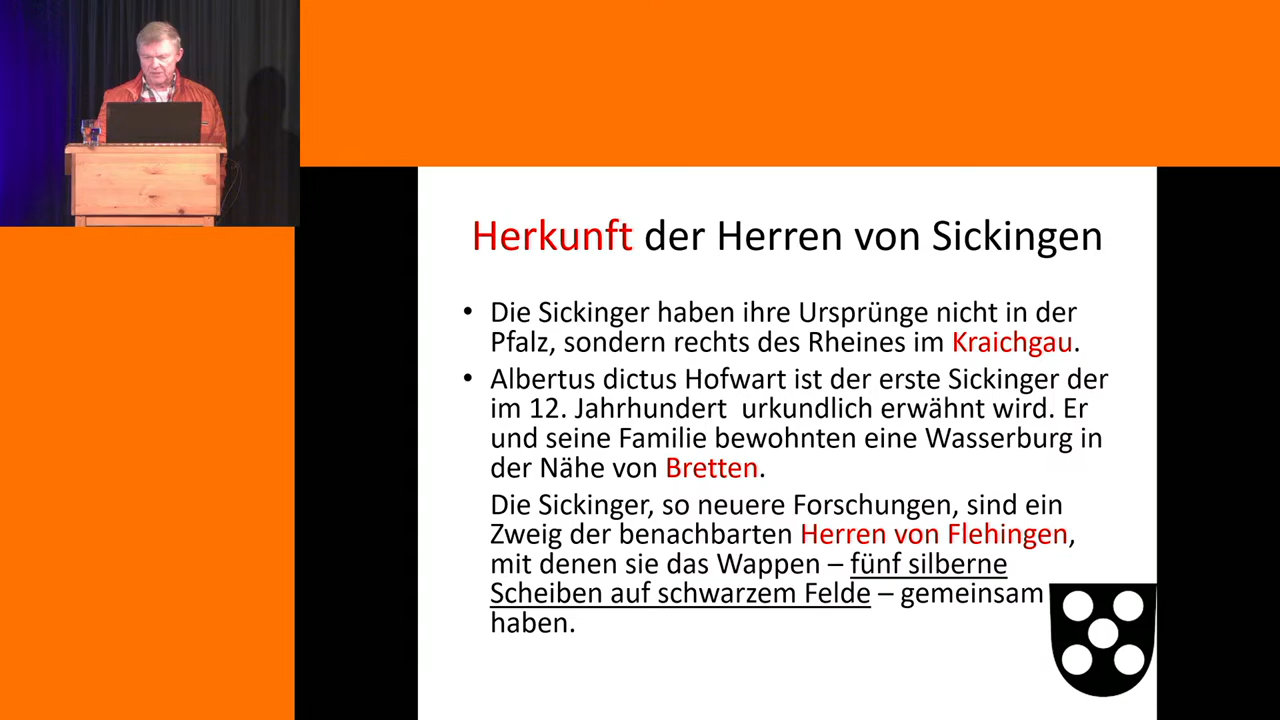 Herkunft der Herren von Sickingen
• Die Sickinger haben ihre Ursprünge nicht in der
Pfalz, sondern rechts des Rheines im Kraichgau.
• Albertus dictus Hofwart ist der erste Sickinger der
im 12. Jahrhundert  urkundlich erwähnt wird. Er
und seine Familie bewohnten eine Wasserburg in
der Nähe von Bretten.
Die Sickinger, so neuere Forschungen, sind ein
Zweig der benachbarten Herren von Flehingen,
mit denen sie das Wappen – fünf silberne
Scheiben auf schwarzem Felde – gemeinsam
haben.